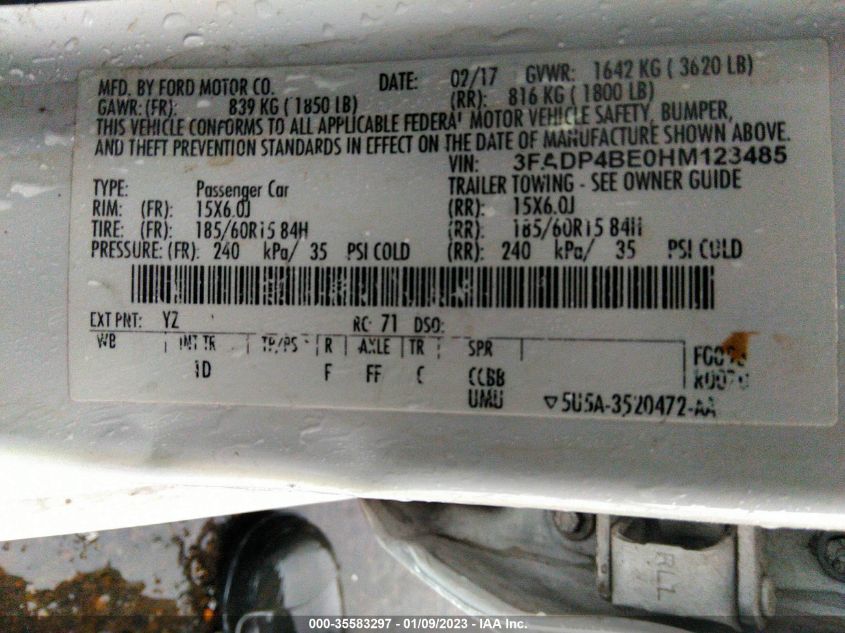 MFD. BY FORD MOTOR CO. DATE: 02/17 GVWR: 1642 KG ( 3620 LB)
GAWR: (FR): 839 KG ( 1850 LB) (RR): 816 KG ( 1800 LB)
THIS VEHICLE CONFORMS TO ALL APPLICABLE FEDERAL MOTOR VEHICLE SAFETY, BUMPER,
AND THEFT PREVENTION STANDARDS IN EFFECT ON THE DATE OF MANUFACTURE SHOWN ABOVE.
VIN: 3FADP4BE0HM123485
TYPE: Passenger Car TRAILER TOWING - SEE OWNER GUIDE
RIM: (FR): 15X6.0J (RR): 15X6.0J
TIRE: (FR): 185/60R15 84H (RR): 185/60R15 84H
PRESSURE: (FR): 240 kPa/ 35 PSI COLD (RR): 240 kPa/ 35 PSI COLD
EXT PNT: YZ RC: 71 DSO:
WB INT TR TP/PS R AXLE TR SPR
1D F FF C CCBB
UMU ▽5U5A-3520472-AA
RLL
000-35583297 - 01/09/2023 - IAA Inc.